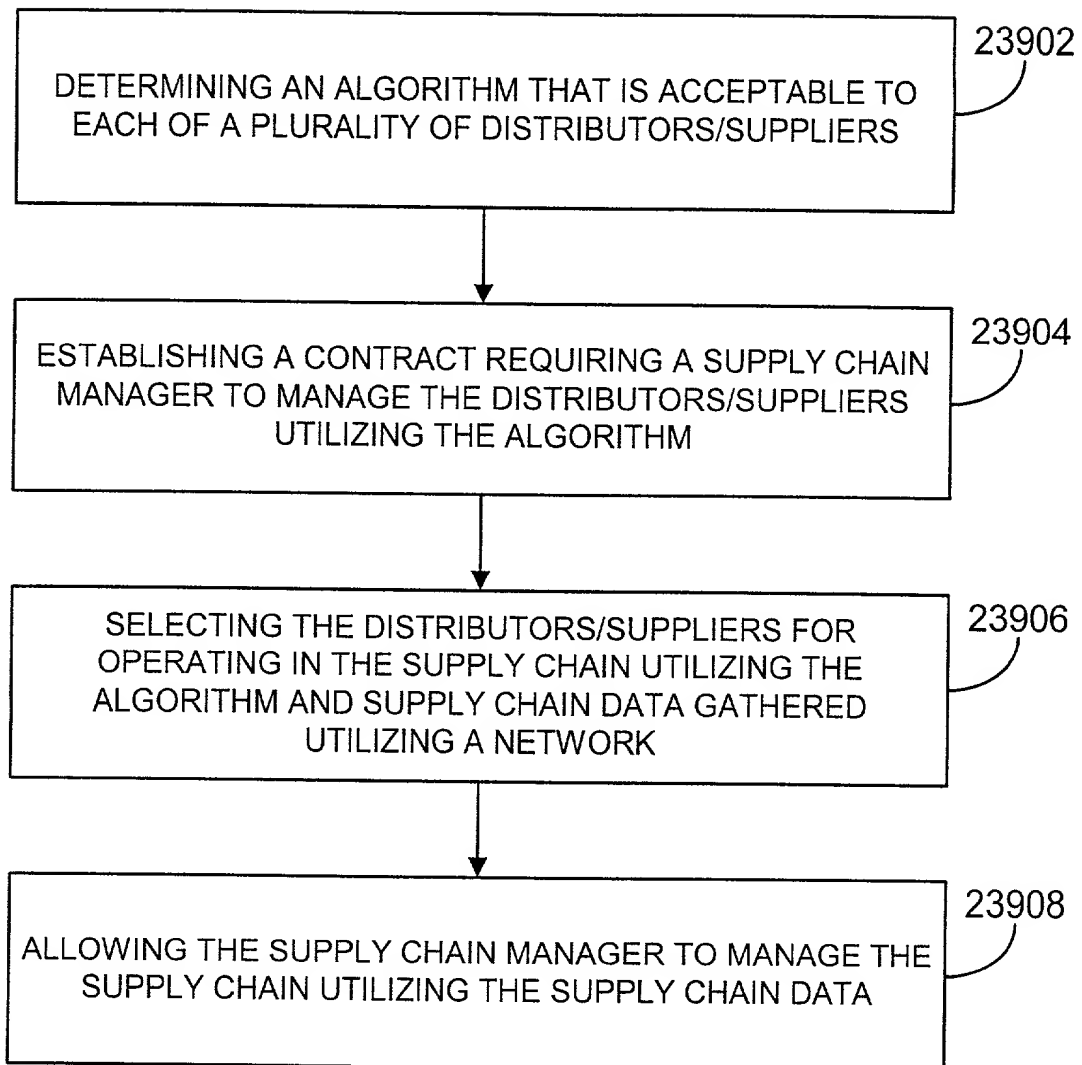 23902
DETERMINING AN ALGORITHM THAT IS ACCEPTABLE TO
EACH OF A PLURALITY OF DISTRIBUTORS/SUPPLIERS
23904
ESTABLISHING A CONTRACT REQUIRING A SUPPLY CHAIN
MANAGER TO MANAGE THE DISTRIBUTORS/SUPPLIERS
UTILIZING THE ALGORITHM
23906
SELECTING THE DISTRIBUTORS/SUPPLIERS FOR
OPERATING IN THE SUPPLY CHAIN UTILIZING THE
ALGORITHM AND SUPPLY CHAIN DATA GATHERED
UTILIZING A NETWORK
23908
ALLOWING THE SUPPLY CHAIN MANAGER TO MANAGE THE
SUPPLY CHAIN UTILIZING THE SUPPLY CHAIN DATA